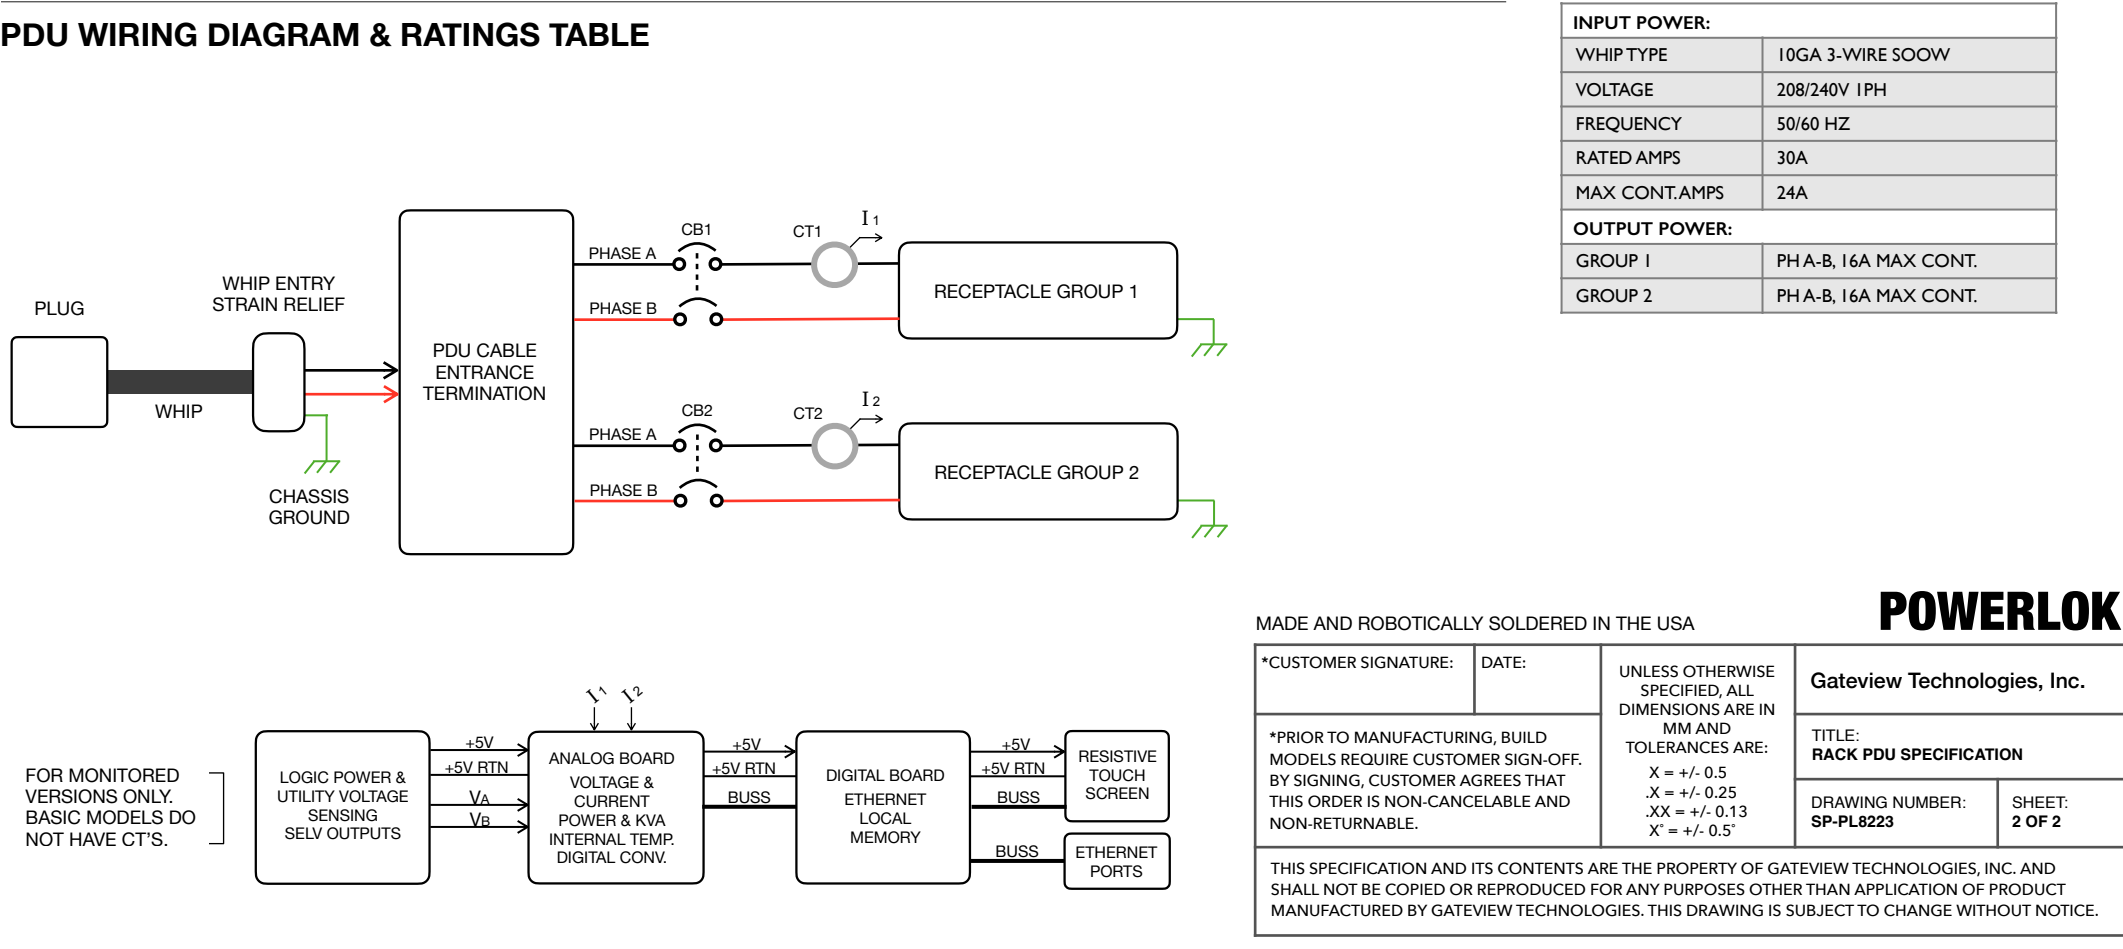 PDU WIRING DIAGRAM & RATINGS TABLE
INPUT POWER:
WHIP TYPE 10GA 3-WIRE SOOW
VOLTAGE 208/240V 1PH
FREQUENCY 50/60 HZ
RATED AMPS 30A
MAX CONT. AMPS 24A
OUTPUT POWER:
GROUP 1 PH A-B, 16A MAX CONT.
GROUP 2 PH A-B, 16A MAX CONT.
PLUG
WHIP
WHIP ENTRY
STRAIN RELIEF
CHASSIS
GROUND
PDU CABLE
ENTRANCE
TERMINATION
PHASE A
CB1
CT1
I 1
PHASE B
RECEPTACLE GROUP 1
PHASE A
CB2
CT2
I 2
PHASE B
RECEPTACLE GROUP 2
FOR MONITORED
VERSIONS ONLY.
BASIC MODELS DO
NOT HAVE CT'S.
LOGIC POWER &
UTILITY VOLTAGE
SENSING
SELV OUTPUTS
+5V
+5V RTN
VA
VB
I 1
I 2
ANALOG BOARD
VOLTAGE &
CURRENT
POWER & KVA
INTERNAL TEMP.
DIGITAL CONV.
+5V
+5V RTN
BUSS
DIGITAL BOARD
ETHERNET
LOCAL
MEMORY
+5V
+5V RTN
BUSS
BUSS
RESISTIVE
TOUCH
SCREEN
ETHERNET
PORTS
MADE AND ROBOTICALLY SOLDERED IN THE USA
POWERLOK
*CUSTOMER SIGNATURE:
DATE:
*PRIOR TO MANUFACTURING, BUILD
MODELS REQUIRE CUSTOMER SIGN-OFF.
BY SIGNING, CUSTOMER AGREES THAT
THIS ORDER IS NON-CANCELABLE AND
NON-RETURNABLE.
UNLESS OTHERWISE
SPECIFIED, ALL
DIMENSIONS ARE IN
MM AND
TOLERANCES ARE:
X = +/- 0.5
.X = +/- 0.25
.XX = +/- 0.13
X° = +/- 0.5°
Gateview Technologies, Inc.
TITLE:
RACK PDU SPECIFICATION
DRAWING NUMBER:
SP-PL8223
SHEET:
2 OF 2
THIS SPECIFICATION AND ITS CONTENTS ARE THE PROPERTY OF GATEVIEW TECHNOLOGIES, INC. AND
SHALL NOT BE COPIED OR REPRODUCED FOR ANY PURPOSES OTHER THAN APPLICATION OF PRODUCT
MANUFACTURED BY GATEVIEW TECHNOLOGIES. THIS DRAWING IS SUBJECT TO CHANGE WITHOUT NOTICE.